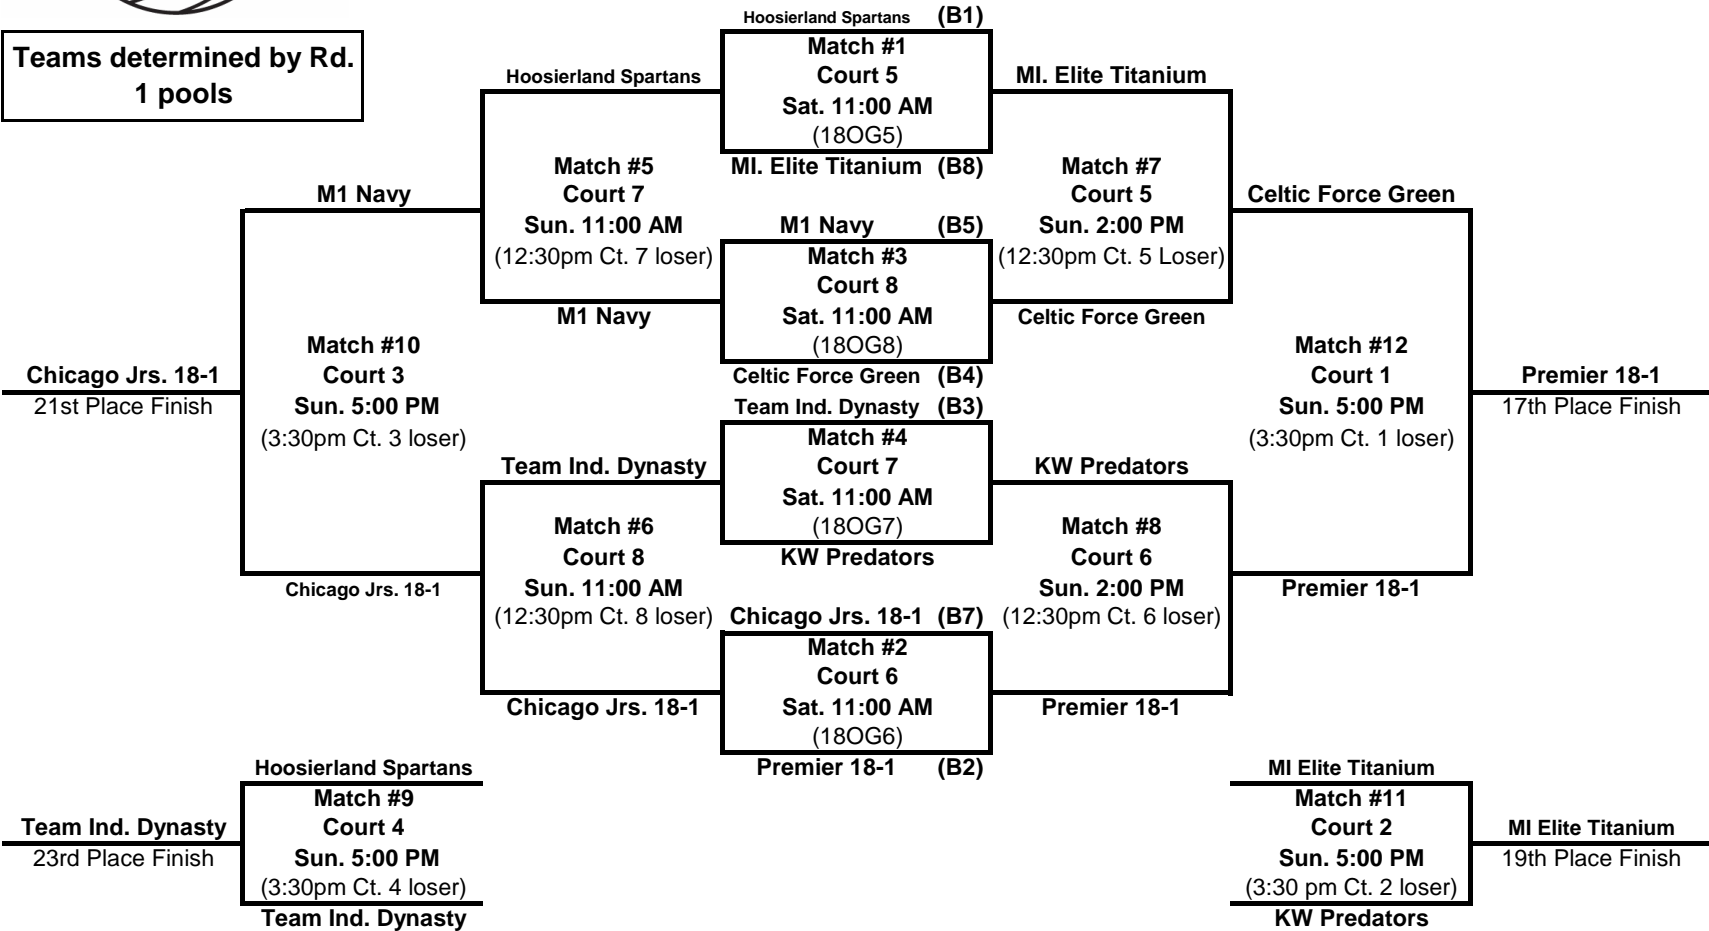 Teams determined by Rd.
1 pools
Hoosierland Spartans (B1)
Match #1
Court 5
Sat. 11:00 AM
(18OG5)
MI. Elite Titanium (B8)
Hoosierland Spartans
MI. Elite Titanium
Match #5
Court 7
Sun. 11:00 AM
(12:30pm Ct. 7 loser)
Match #7
Court 5
Sun. 2:00 PM
(12:30pm Ct. 5 Loser)
M1 Navy
Celtic Force Green
M1 Navy (B5)
Match #3
Court 8
Sat. 11:00 AM
(18OG8)
Celtic Force Green (B4)
M1 Navy
Celtic Force Green
Match #10
Court 3
Sun. 5:00 PM
(3:30pm Ct. 3 loser)
Match #12
Court 1
Sun. 5:00 PM
(3:30pm Ct. 1 loser)
Chicago Jrs. 18-1
21st Place Finish
Premier 18-1
17th Place Finish
Team Ind. Dynasty (B3)
Match #4
Court 7
Sat. 11:00 AM
(18OG7)
KW Predators
Team Ind. Dynasty
KW Predators
Match #6
Court 8
Sun. 11:00 AM
(12:30pm Ct. 8 loser)
Match #8
Court 6
Sun. 2:00 PM
(12:30pm Ct. 6 loser)
Chicago Jrs. 18-1
Premier 18-1
Chicago Jrs. 18-1 (B7)
Match #2
Court 6
Sat. 11:00 AM
(18OG6)
Premier 18-1 (B2)
Chicago Jrs. 18-1
Premier 18-1
Hoosierland Spartans
Match #9
Court 4
Sun. 5:00 PM
(3:30pm Ct. 4 loser)
Team Ind. Dynasty
Team Ind. Dynasty
23rd Place Finish
MI Elite Titanium
Match #11
Court 2
Sun. 5:00 PM
(3:30 pm Ct. 2 loser)
KW Predators
MI Elite Titanium
19th Place Finish